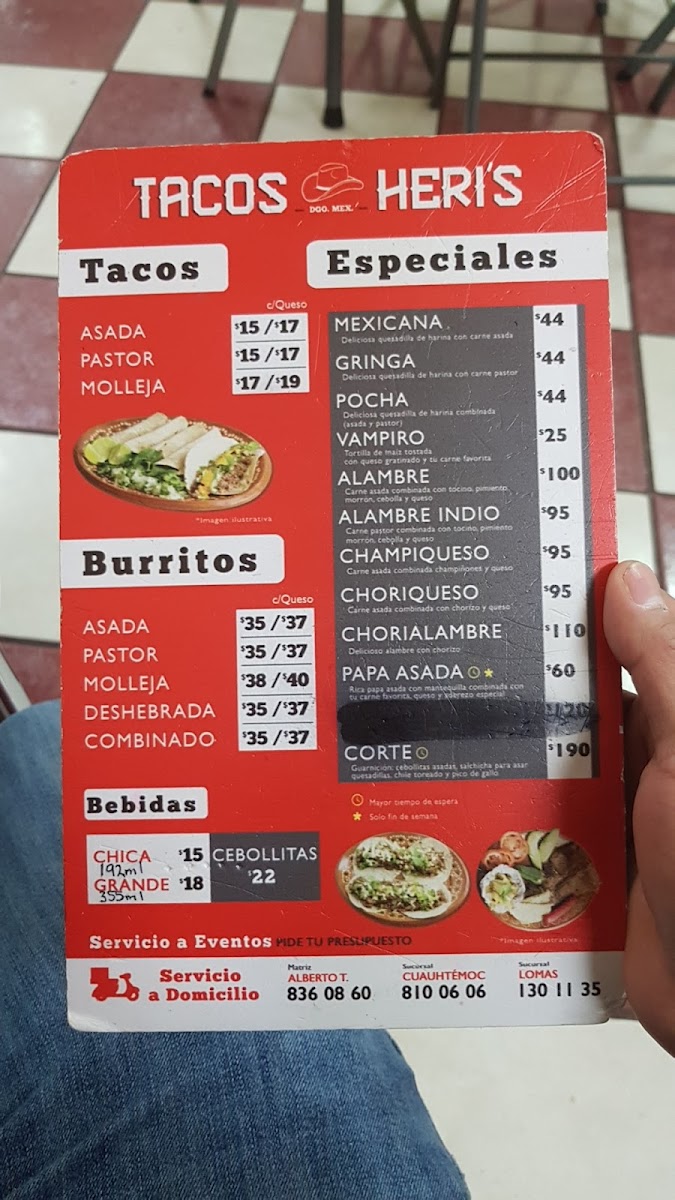 TACOS HERI'S
DGO. MEX.
Tacos
c/Queso
ASADA $15 / $17
PASTOR $15 / $17
MOLLEJA $17 / $19
*Imagen ilustrativa
Burritos
c/Queso
ASADA $35 / $37
PASTOR $35 / $37
MOLLEJA $38 / $40
DESHEBRADA $35 / $37
COMBINADO $35 / $37
Bebidas
CHICA $15
192ml
GRANDE $18
355ml
CEBOLLITAS
$22
Especiales
MEXICANA $44
Deliciosa quesadilla de harina con carne asada
GRINGA $44
Deliciosa quesadilla de harina con carne pastor
POCHA $44
Deliciosa quesadilla de harina combinada
(asada y pastor)
VAMPIRO $25
Tortilla de maíz tostada
con queso gratinado y tu carne favorita
ALAMBRE $100
Carne asada combinada con tocino, pimiento
morrón, cebolla y queso
ALAMBRE INDIO $95
Carne pastor combinada con tocino, pimiento
morrón, cebolla y queso
CHAMPIQUESO $95
Carne asada combinada champiñones y queso
CHORIQUESO $95
Carne asada combinada con chorizo y queso
CHORIALAMBRE $110
Delicioso alambre con chorizo
PAPA ASADA $60
Rica papa asada con mantequilla combinada con
tu carne favorita, queso y aderezo especial
$120
CORTE $190
Guarnición: cebollitas asadas, salchicha para asar
quesadillas, chile toreado y pico de gallo
Mayor tiempo de espera
Solo fin de semana
*Imagen ilustrativa
Servicio a Eventos PIDE TU PRESUPUESTO
Servicio
a Domicilio
Matriz
ALBERTO T.
836 08 60
Sucursal
CUAUHTÉMOC
810 06 06
Sucursal
LOMAS
130 11 35